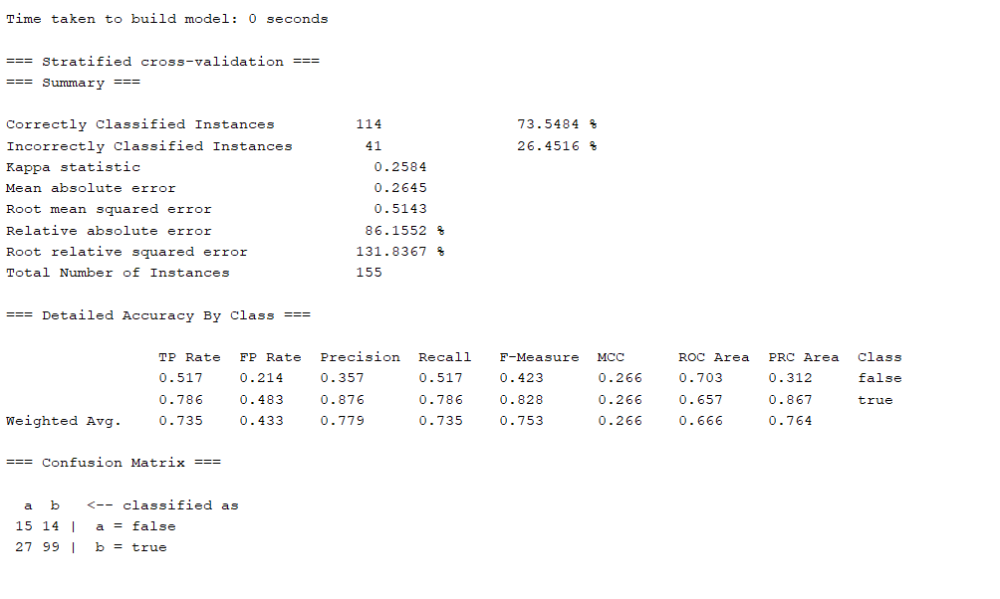 Time taken to build model: 0 seconds
=== Stratified cross-validation ===
=== Summary ===
Correctly Classified Instances 114 73.5484 %
Incorrectly Classified Instances 41 26.4516 %
Kappa statistic 0.2584
Mean absolute error 0.2645
Root mean squared error 0.5143
Relative absolute error 86.1552 %
Root relative squared error 131.8367 %
Total Number of Instances 155
=== Detailed Accuracy By Class ===
TP Rate FP Rate Precision Recall F-Measure MCC ROC Area PRC Area Class
0.517 0.214 0.357 0.517 0.423 0.266 0.703 0.312 false
0.786 0.483 0.876 0.786 0.828 0.266 0.657 0.867 true
Weighted Avg. 0.735 0.433 0.779 0.735 0.753 0.266 0.666 0.764
=== Confusion Matrix ===
a b <-- classified as
15 14 | a = false
27 99 | b = true